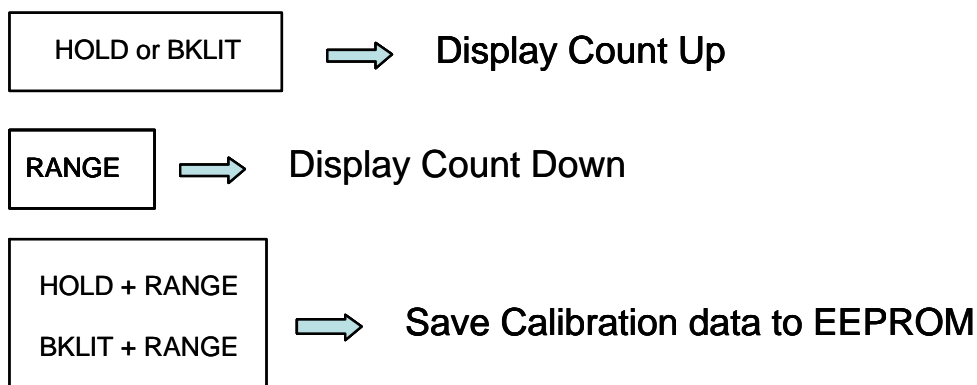 HOLD or BKLIT
Display Count Up
RANGE
Display Count Down
HOLD + RANGE
BKLIT + RANGE
Save Calibration data to EEPROM